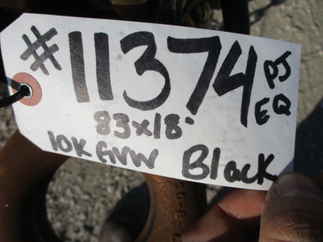 #11374 PJ EQ
83x18'
10K GVW Black